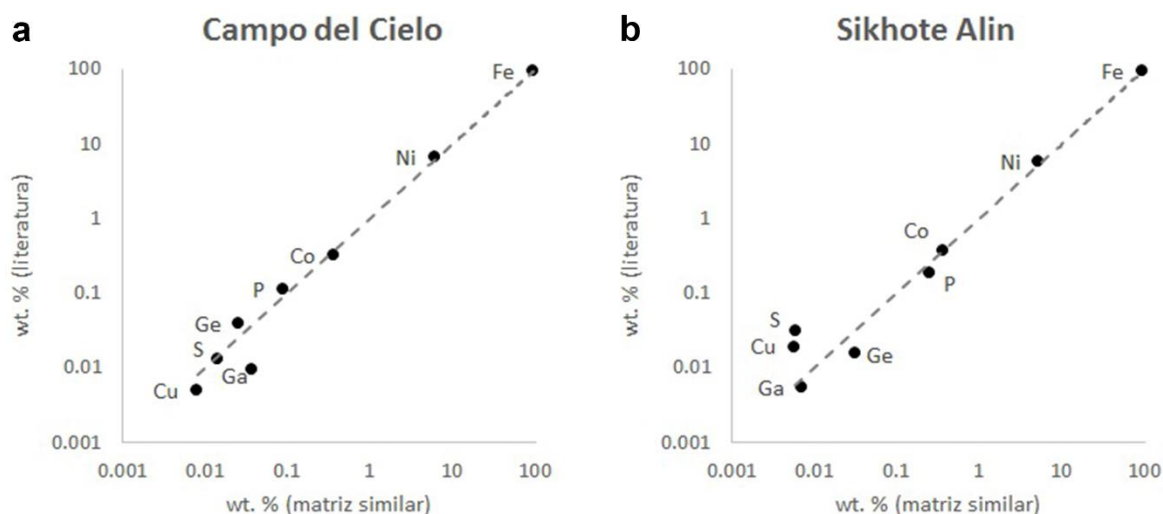 a
Campo del Cielo
wt. % (literatura)
100
10
1
0.1
0.01
0.001
Fe
Ni
Co
P
Ge
S
Ga
Cu
0.001
0.01
0.1
1
10
100
wt. % (matriz similar)
b
Sikhote Alin
wt. % (literatura)
100
10
1
0.1
0.01
0.001
Fe
Ni
Co
P
S
Cu
Ge
Ga
0.001
0.01
0.1
1
10
100
wt. % (matriz similar)